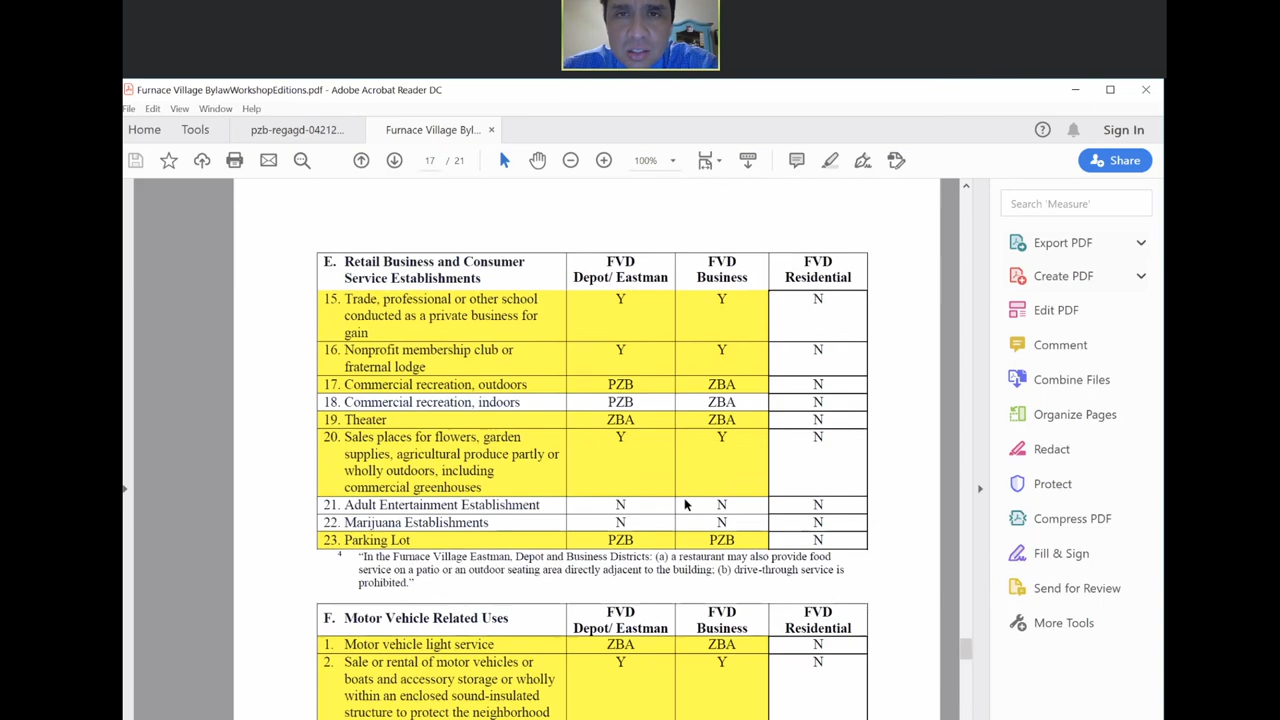 Furnace Village BylawWorkshopEditions.pdf - Adobe Acrobat Reader DC
File Edit View Window Help
Home Tools pzb-regagd-04212... Furnace Village Byl... ×
Sign In
17 / 21 100% Share
Search 'Measure'
Export PDF
Create PDF
Edit PDF
Comment
Combine Files
Organize Pages
Redact
Protect
Compress PDF
Fill & Sign
Send for Review
More Tools
E. Retail Business and Consumer Service Establishments FVD Depot/ Eastman FVD Business FVD Residential
15. Trade, professional or other school Y Y N
conducted as a private business for
gain
16. Nonprofit membership club or Y Y N
fraternal lodge
17. Commercial recreation, outdoors PZB ZBA N
18. Commercial recreation, indoors PZB ZBA N
19. Theater ZBA ZBA N
20. Sales places for flowers, garden Y Y N
supplies, agricultural produce partly or
wholly outdoors, including
commercial greenhouses
21. Adult Entertainment Establishment N N N
22. Marijuana Establishments N N N
23. Parking Lot PZB PZB N
4 "In the Furnace Village Eastman, Depot and Business Districts: (a) a restaurant may also provide food
service on a patio or an outdoor seating area directly adjacent to the building; (b) drive-through service is
prohibited."
F. Motor Vehicle Related Uses FVD Depot/ Eastman FVD Business FVD Residential
1. Motor vehicle light service ZBA ZBA N
2. Sale or rental of motor vehicles or Y Y N
boats and accessory storage or wholly
within an enclosed sound-insulated
structure to protect the neighborhood